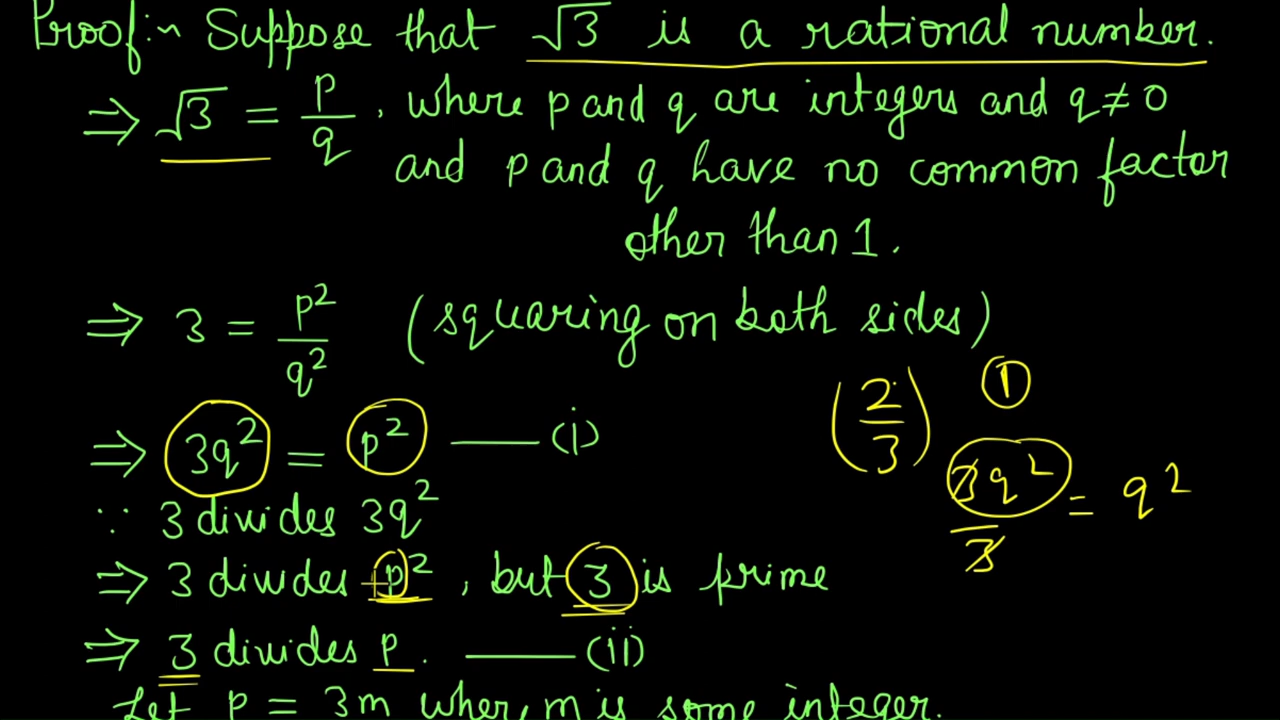 Proof:~ Suppose that √3 is a rational number.
⇒ √3 = p/q, where p and q are integers and q ≠ 0
and p and q have no common factor
other than 1.
⇒ 3 = p²/q² (squaring on both sides)
(2/3) ①
⇒ 3q² = p² —— (i)
3q²/3 = q²
∵ 3 divides 3q²
⇒ 3 divides p², but 3 is prime
⇒ 3 divides p. —— (ii)
Let p = 3m where m is some integer.